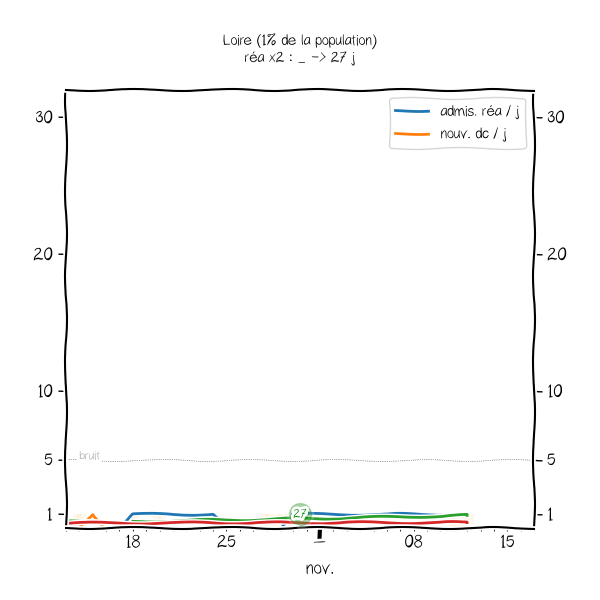 Loire (1% de la population)
réa x2 : _ -> 27 j
admis. réa / j
nouv. dc / j
30
30
20
20
10
10
5
bruit
5
1
27
1
18
25
08
15
nov.